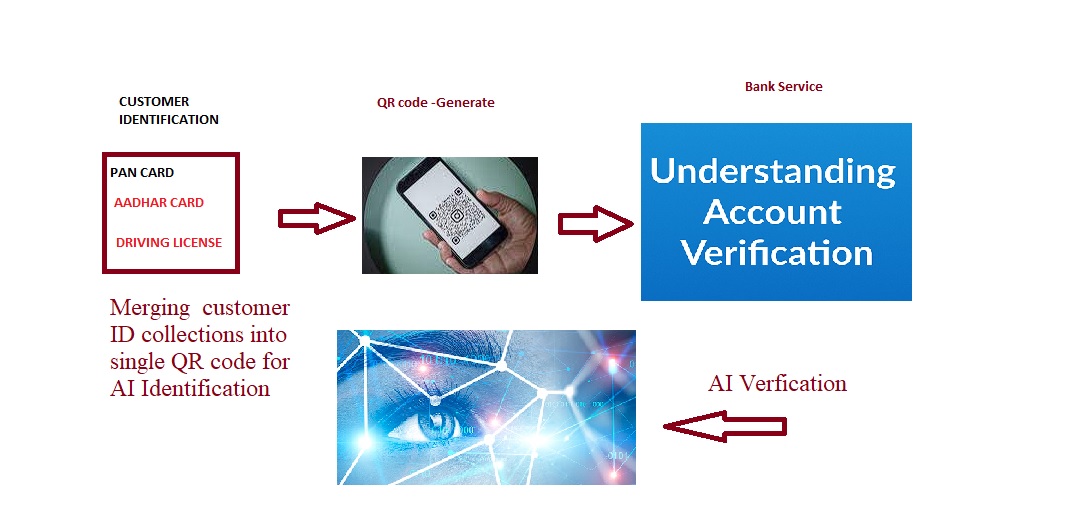 CUSTOMER
IDENTIFICATION
PAN CARD
AADHAR CARD
DRIVING LICENSE
Merging customer
ID collections into
single QR code for
AI Identification
QR code -Generate
Bank Service
Understanding
Account
Verification
AI Verfication